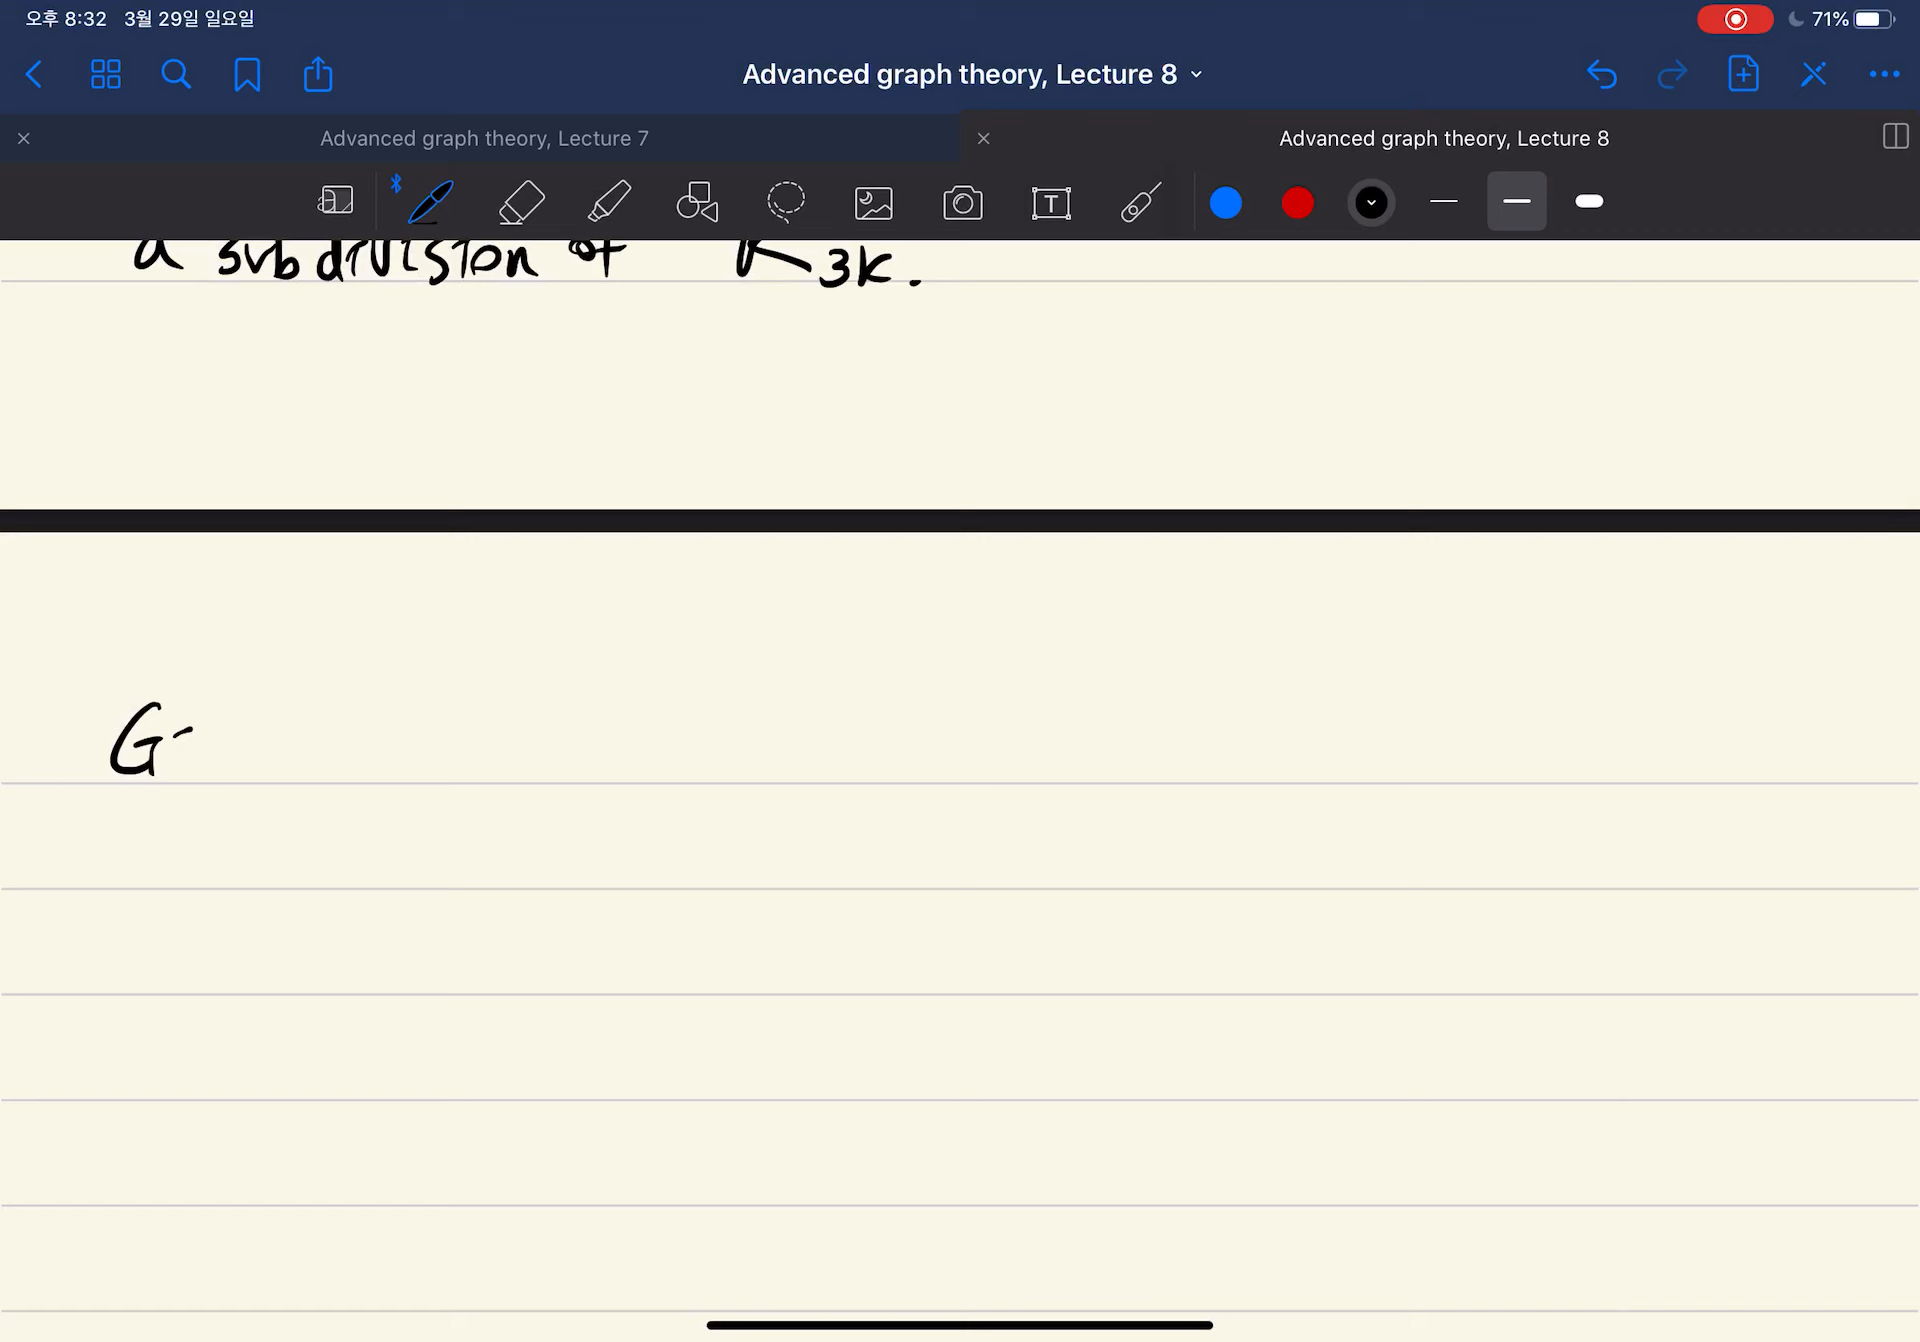 오후 8:32 3월 29일 일요일 71%
Advanced graph theory, Lecture 8
Advanced graph theory, Lecture 7 Advanced graph theory, Lecture 8
T
a subdivision of K3k.
G-